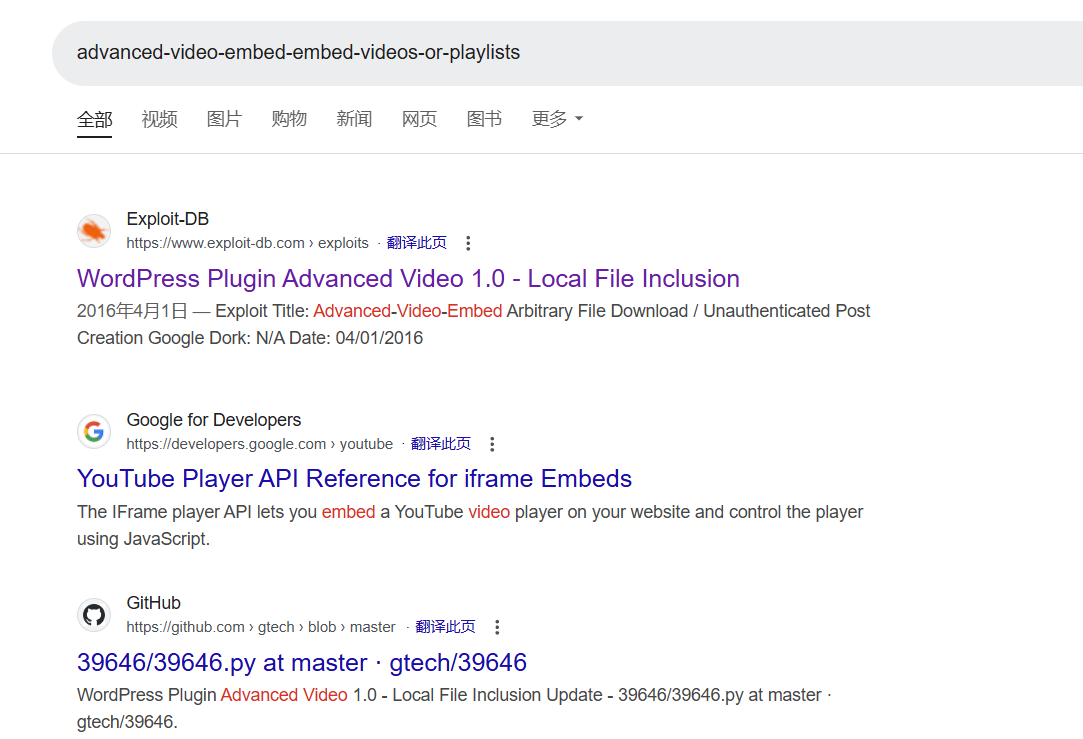 advanced-video-embed-embed-videos-or-playlists
全部 视频 图片 购物 新闻 网页 图书 更多
Exploit-DB
https://www.exploit-db.com › exploits · 翻译此页
WordPress Plugin Advanced Video 1.0 - Local File Inclusion
2016年4月1日 — Exploit Title: Advanced-Video-Embed Arbitrary File Download / Unauthenticated Post
Creation Google Dork: N/A Date: 04/01/2016
Google for Developers
https://developers.google.com › youtube · 翻译此页
YouTube Player API Reference for iframe Embeds
The IFrame player API lets you embed a YouTube video player on your website and control the player
using JavaScript.
GitHub
https://github.com › gtech › blob › master · 翻译此页
39646/39646.py at master · gtech/39646
WordPress Plugin Advanced Video 1.0 - Local File Inclusion Update - 39646/39646.py at master ·
gtech/39646.